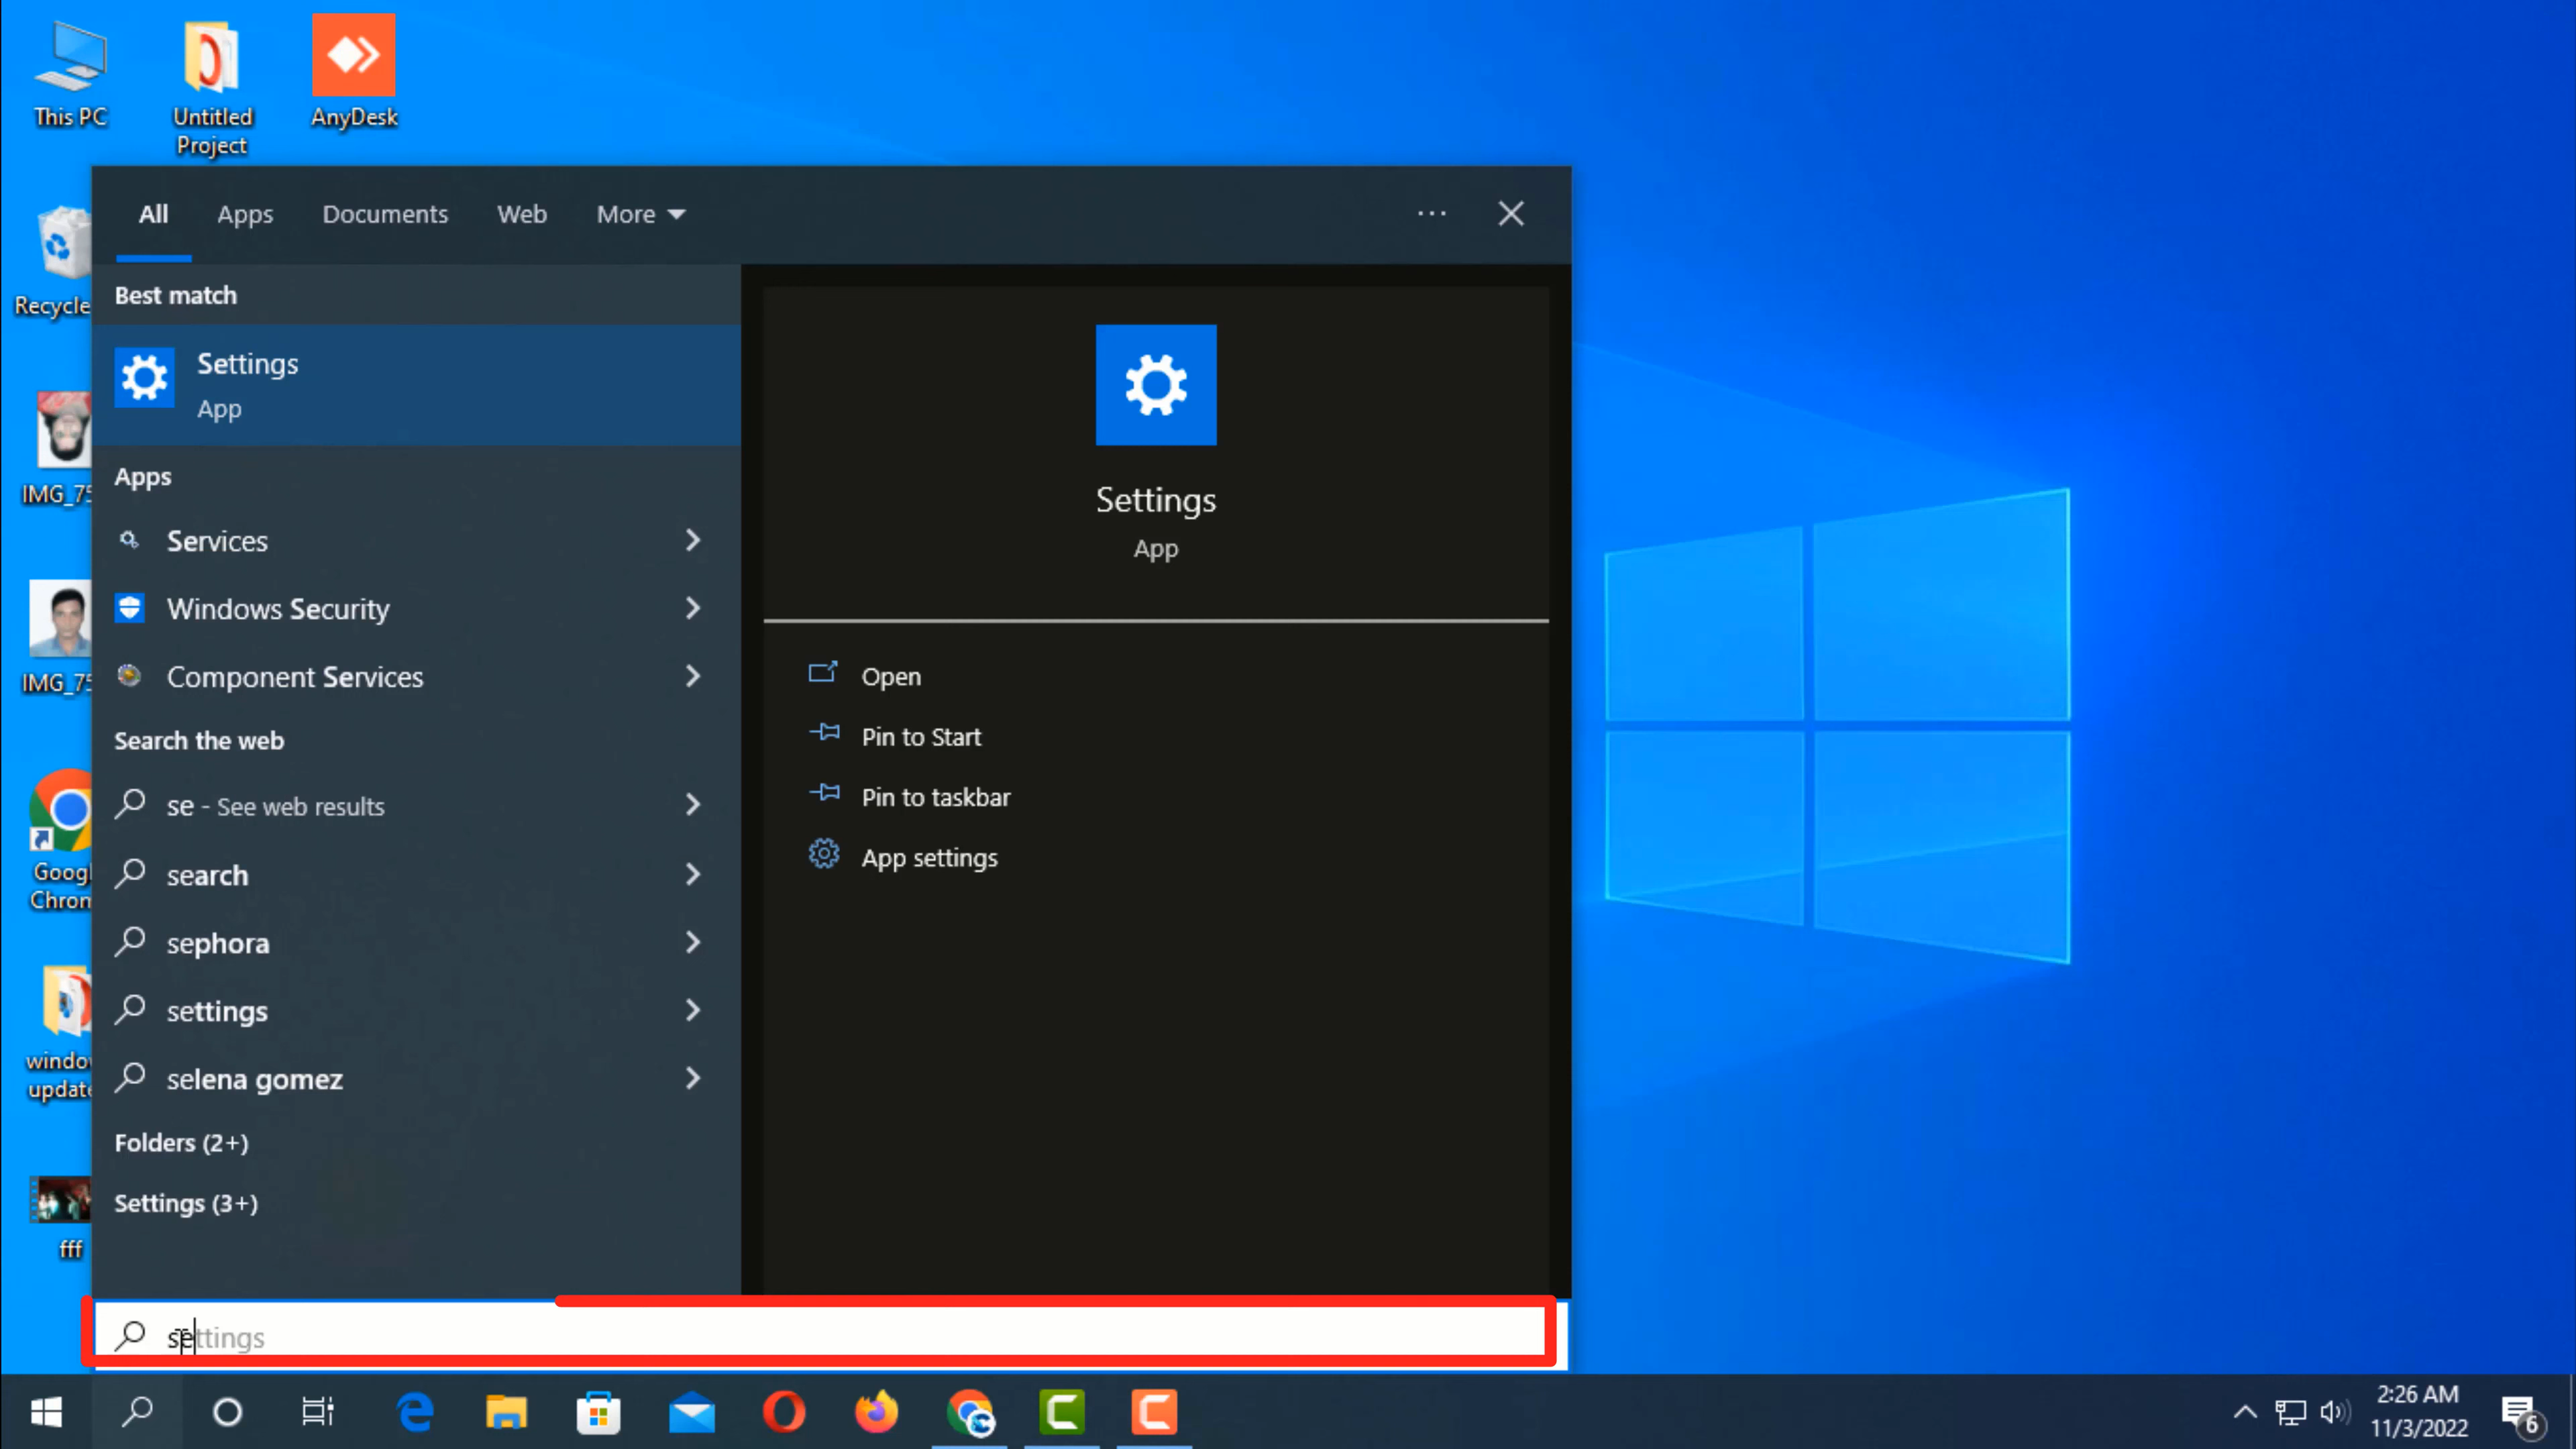 This PC
Untitled
Project
AnyDesk
Recycle
IMG_75
IMG_75
Googl
Chrom
windo
update
fff
All Apps Documents Web More
Best match
Settings
App
Apps
Services
Windows Security
Component Services
Search the web
se - See web results
search
sephora
settings
selena gomez
Folders (2+)
Settings (3+)
Settings
App
Open
Pin to Start
Pin to taskbar
App settings
settings
2:26 AM
11/3/2022
6